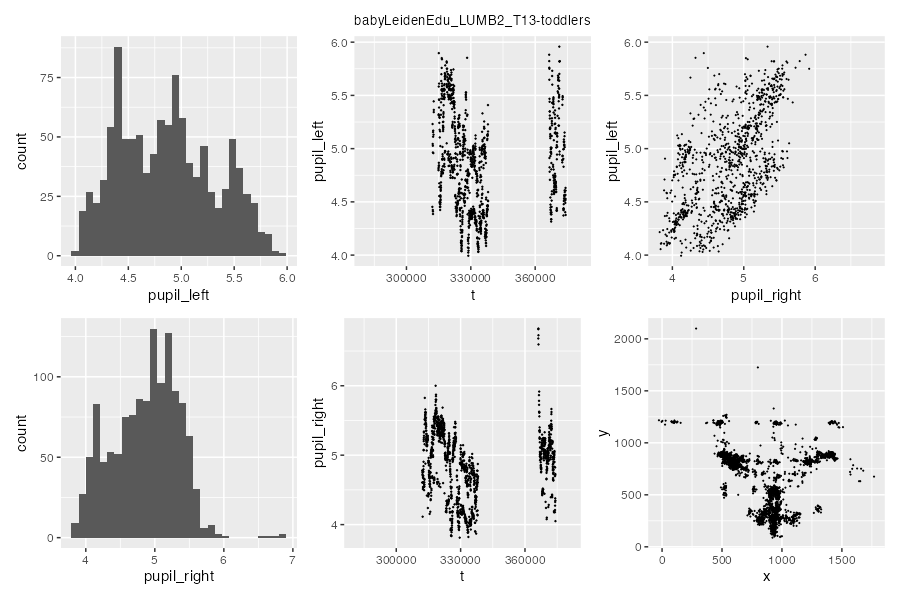 babyLeidenEdu_LUMB2_T13-toddlers
count
75
50
25
0
4.0 4.5 5.0 5.5 6.0
pupil_left
pupil_left
6.0
5.5
5.0
4.5
4.0
300000 330000 360000
t
pupil_left
6.0
5.5
5.0
4.5
4.0
4 5 6
pupil_right
count
100
50
0
4 5 6 7
pupil_right
pupil_right
6
5
4
300000 330000 360000
t
y
2000
1500
1000
500
0
0 500 1000 1500
x